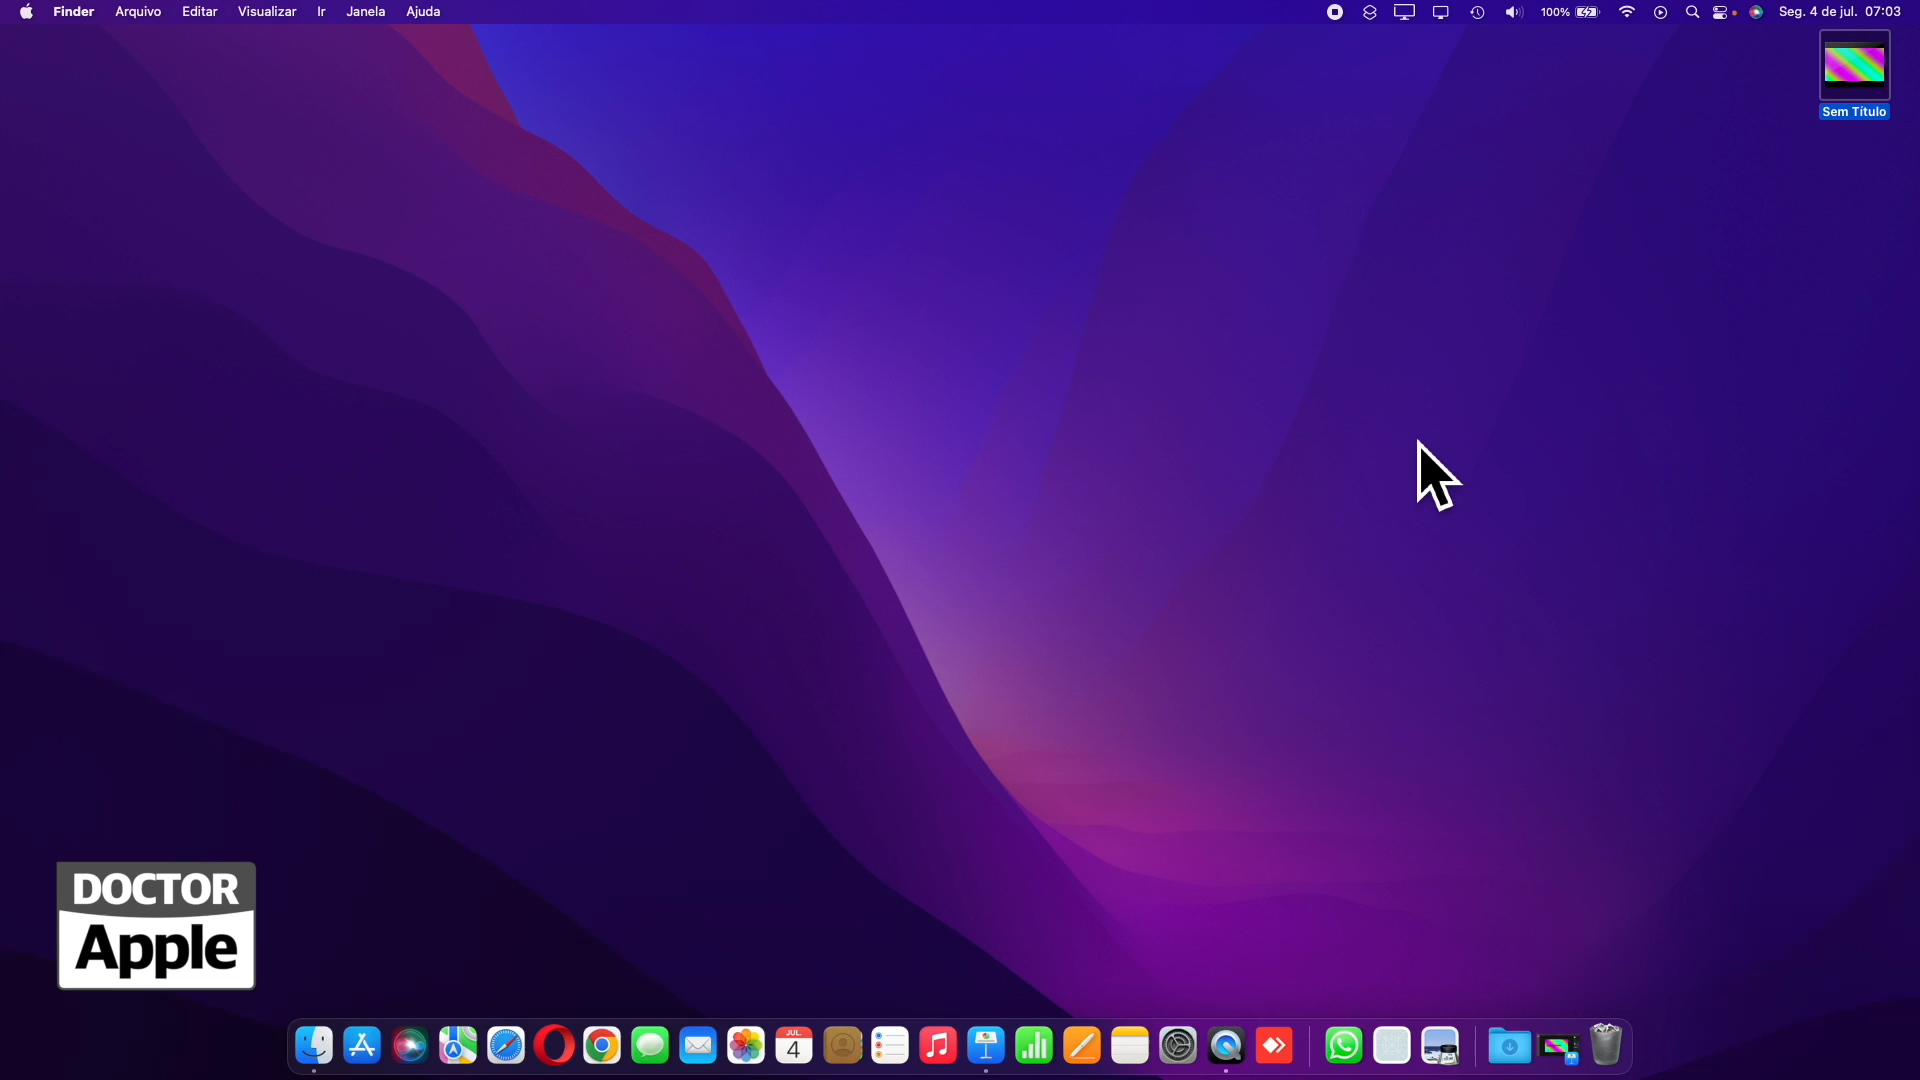 Finder Arquivo Editar Visualizar Ir Janela Ajuda 100% Seg. 4 de jul. 07:03
Sem Título
DOCTOR
Apple
JUL.
4